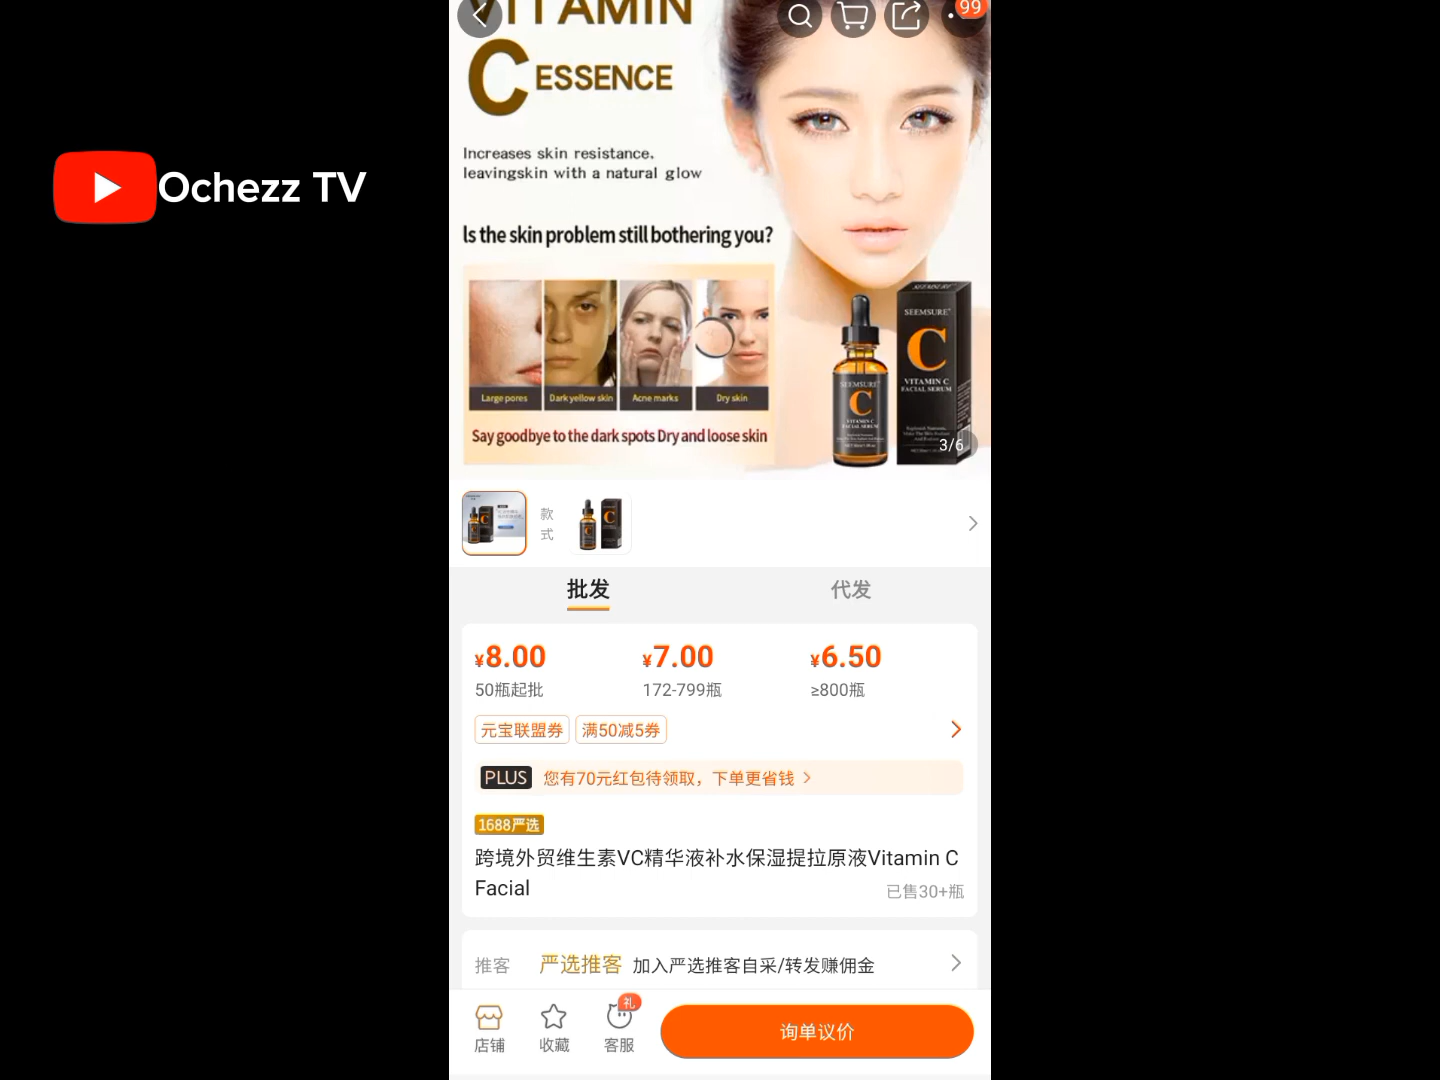 VITAMIN
99
C ESSENCE
Increases skin resistance.
leavingskin with a natural glow
Ochezz TV
Is the skin problem still bothering you?
SEEMSURE
C
VITAMIN C
FACIAL SERUM
SEEMSURE
C
VITAMIN C
FACIAL SERUM
Large pores
Dark yellow skin
Acne marks
Dry skin
Say goodbye to the dark spots Dry and loose skin
3/6
款式
批发
代发
¥8.00
¥7.00
¥6.50
50瓶起批
172-799瓶
≥800瓶
元宝联盟券
满50减5券
PLUS 您有70元红包待领取，下单更省钱
1688严选
跨境外贸维生素VC精华液补水保湿提拉原液Vitamin C
Facial
已售30+瓶
推客 严选推客 加入严选推客自采/转发赚佣金
礼
店铺
收藏
客服
询单议价